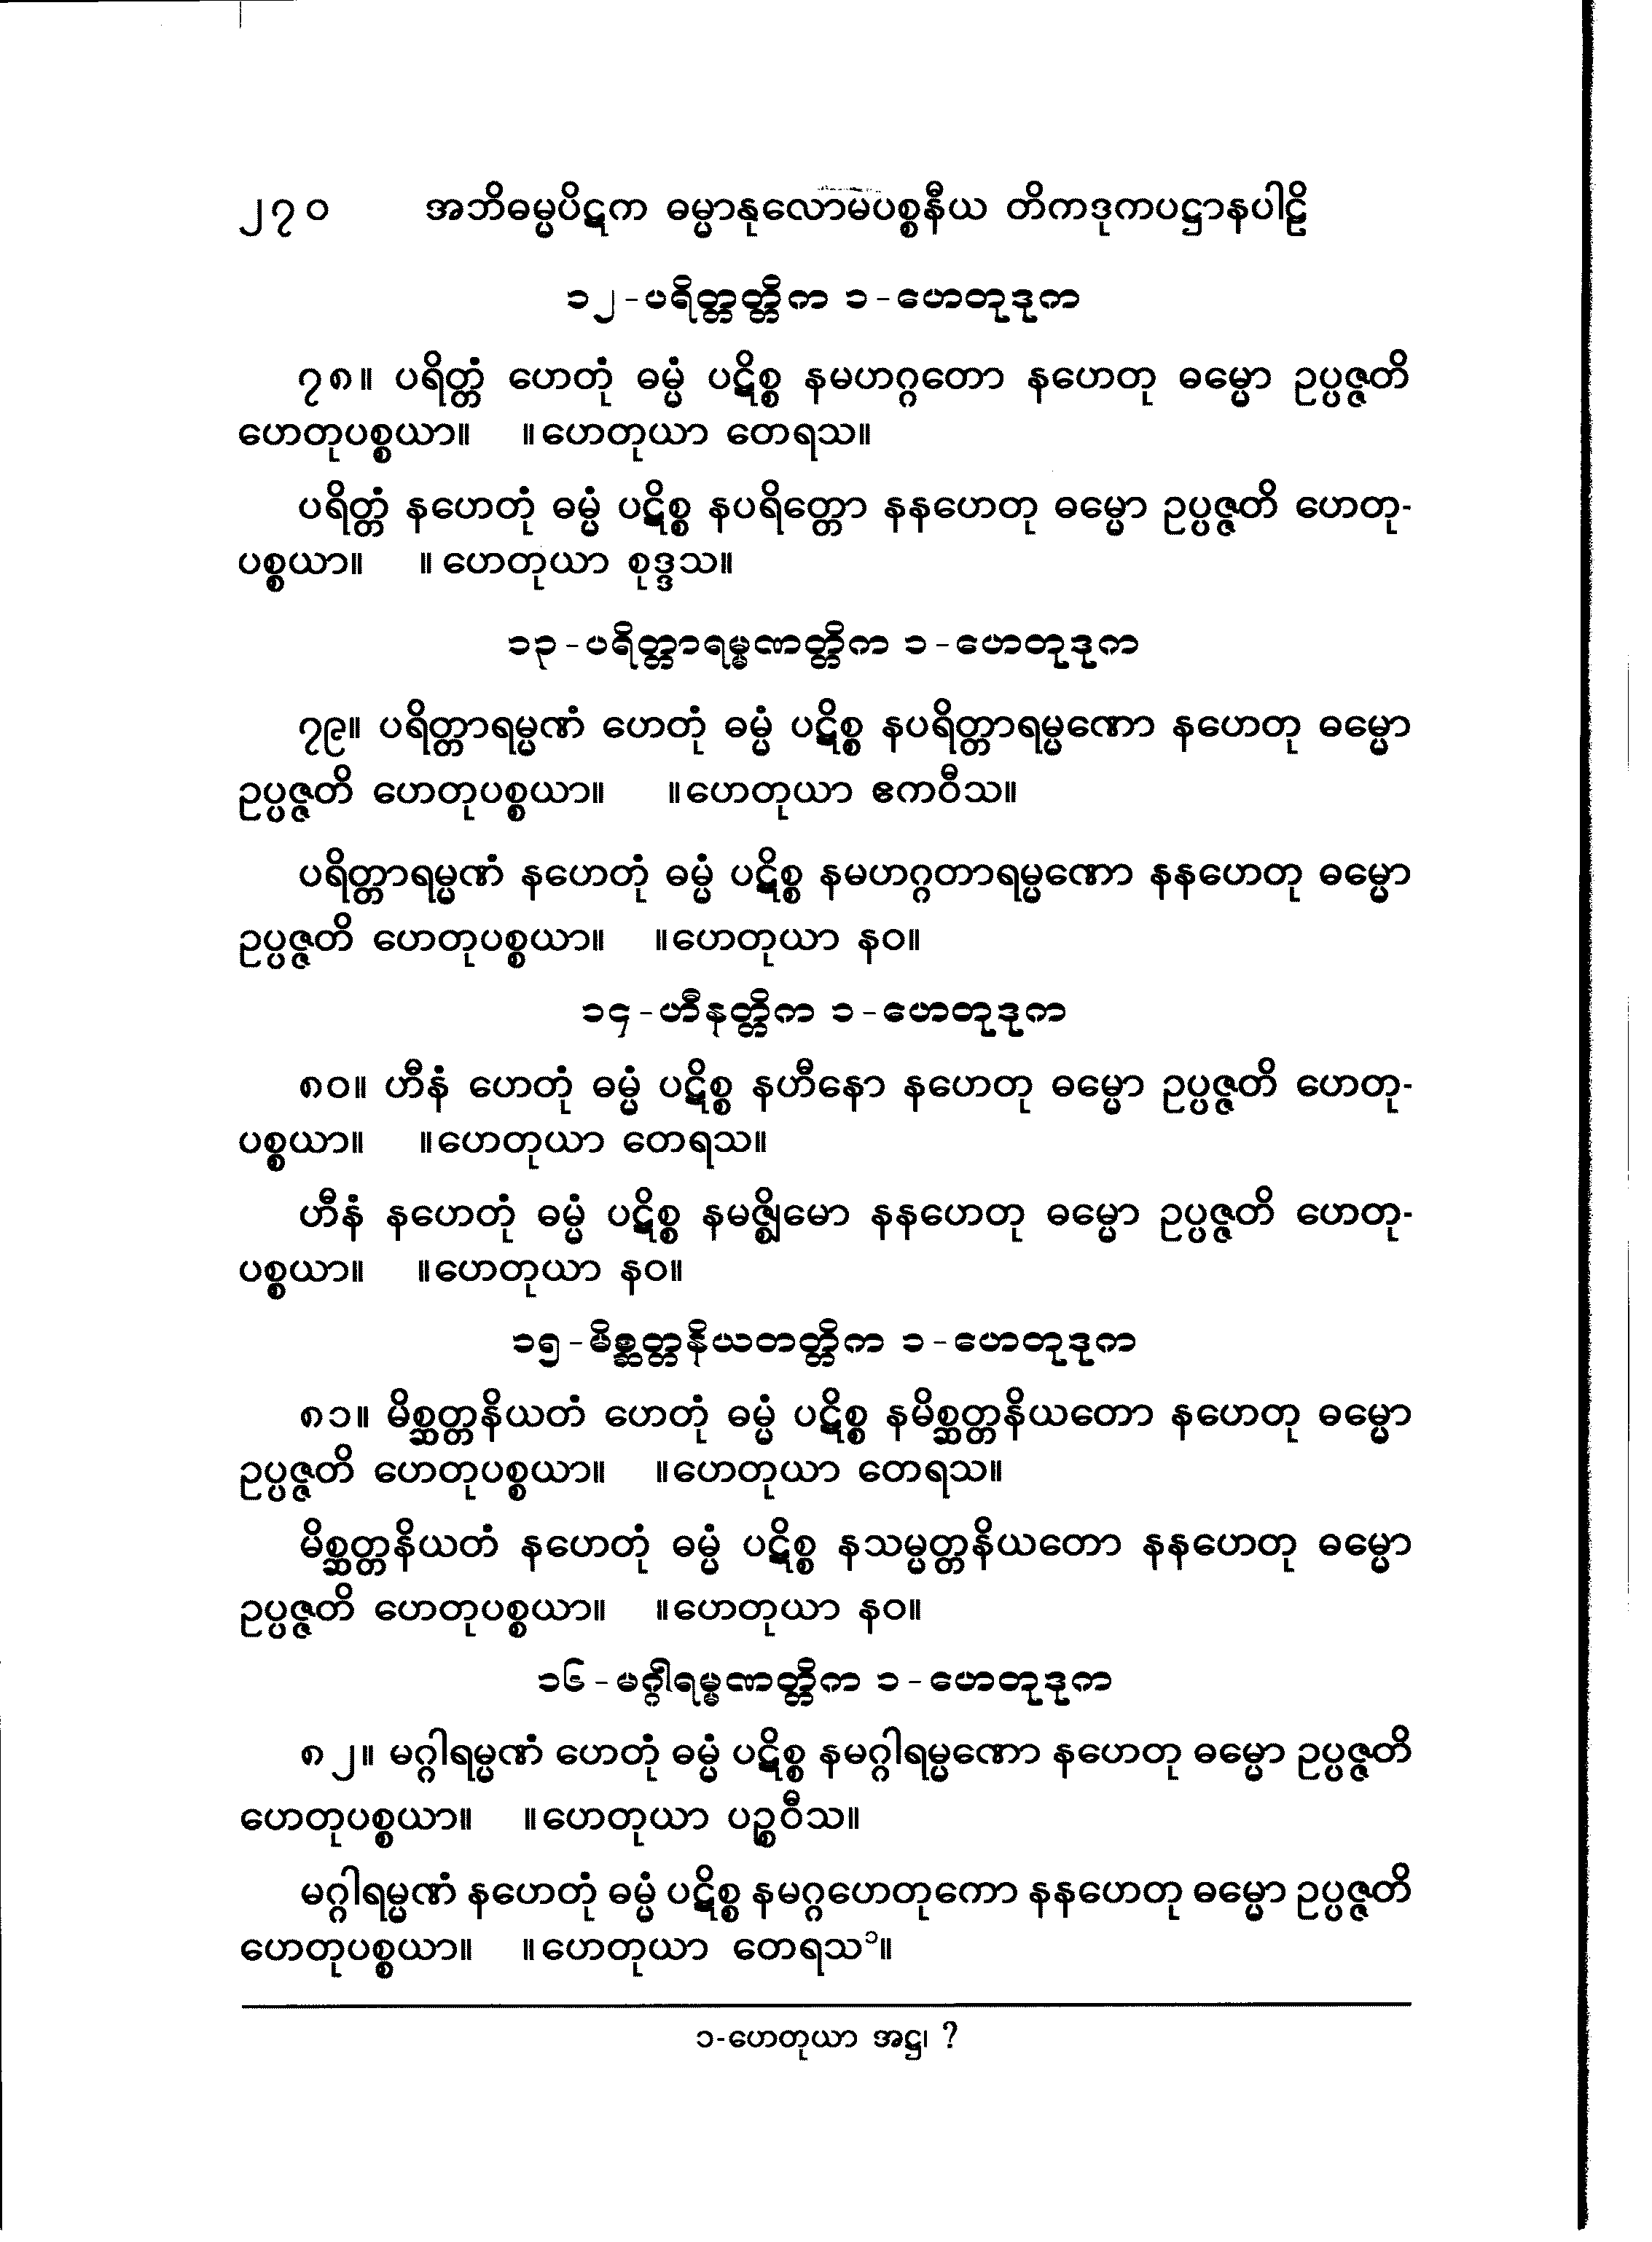 ၂၇၀ အဘိဓမ္မပိဋက ဓမ္မာနုလောမပစ္စနီယ တိကဒုကပဋ္ဌာနပါဠိ
၁၂-ပရိတ္တတ္တိက ၁-ဟေတုဒုက
၇၈။ ပရိတ္တံ ဟေတုံ ဓမ္မံ ပဋိစ္စ နမဟဂ္ဂတော နဟေတု ဓမ္မော ဥပ္ပဇ္ဇတိ
ဟေတုပစ္စယာ။ ။ဟေတုယာ တေရသ။
ပရိတ္တံ နဟေတုံ ဓမ္မံ ပဋိစ္စ နပရိတ္တော နနဟေတု ဓမ္မော ဥပ္ပဇ္ဇတိ ဟေတု-
ပစ္စယာ။ ။ဟေတုယာ စုဒ္ဒသ။
၁၃-ပရိတ္တာရမ္မဏတ္တိက ၁-ဟေတုဒုက
၇၉။ ပရိတ္တာရမ္မဏံ ဟေတုံ ဓမ္မံ ပဋိစ္စ နပရိတ္တာရမ္မဏော နဟေတု ဓမ္မော
ဥပ္ပဇ္ဇတိ ဟေတုပစ္စယာ။ ။ဟေတုယာ ဧကဝီသ။
ပရိတ္တာရမ္မဏံ နဟေတုံ ဓမ္မံ ပဋိစ္စ နမဟဂ္ဂတာရမ္မဏော နနဟေတု ဓမ္မော
ဥပ္ပဇ္ဇတိ ဟေတုပစ္စယာ။ ။ဟေတုယာ နဝ။
၁၄-ဟီနတ္တိက ၁-ဟေတုဒုက
၈၀။ ဟီနံ ဟေတုံ ဓမ္မံ ပဋိစ္စ နဟီနော နဟေတု ဓမ္မော ဥပ္ပဇ္ဇတိ ဟေတု-
ပစ္စယာ။ ။ဟေတုယာ တေရသ။
ဟီနံ နဟေတုံ ဓမ္မံ ပဋိစ္စ နမဇ္ဈိမော နနဟေတု ဓမ္မော ဥပ္ပဇ္ဇတိ ဟေတု-
ပစ္စယာ။ ။ဟေတုယာ နဝ။
၁၅-မိစ္ဆတ္တနိယတတ္တိက ၁-ဟေတုဒုက
၈၁။ မိစ္ဆတ္တနိယတံ ဟေတုံ ဓမ္မံ ပဋိစ္စ နမိစ္ဆတ္တနိယတော နဟေတု ဓမ္မော
ဥပ္ပဇ္ဇတိ ဟေတုပစ္စယာ။ ။ဟေတုယာ တေရသ။
မိစ္ဆတ္တနိယတံ နဟေတုံ ဓမ္မံ ပဋိစ္စ နသမ္မတ္တနိယတော နနဟေတု ဓမ္မော
ဥပ္ပဇ္ဇတိ ဟေတုပစ္စယာ။ ။ဟေတုယာ နဝ။
၁၆-မဂ္ဂါရမ္မဏတ္တိက ၁-ဟေတုဒုက
၈၂။ မဂ္ဂါရမ္မဏံ ဟေတုံ ဓမ္မံ ပဋိစ္စ နမဂ္ဂါရမ္မဏော နဟေတု ဓမ္မော ဥပ္ပဇ္ဇတိ
ဟေတုပစ္စယာ။ ။ဟေတုယာ ပဉ္စဝီသ။
မဂ္ဂါရမ္မဏံ နဟေတုံ ဓမ္မံ ပဋိစ္စ နမဂ္ဂဟေတုကော နနဟေတု ဓမ္မော ဥပ္ပဇ္ဇတိ
ဟေတုပစ္စယာ။ ။ဟေတုယာ တေရသ၁။
၁-ဟေတုယာ အဋ္ဌ၊ ?